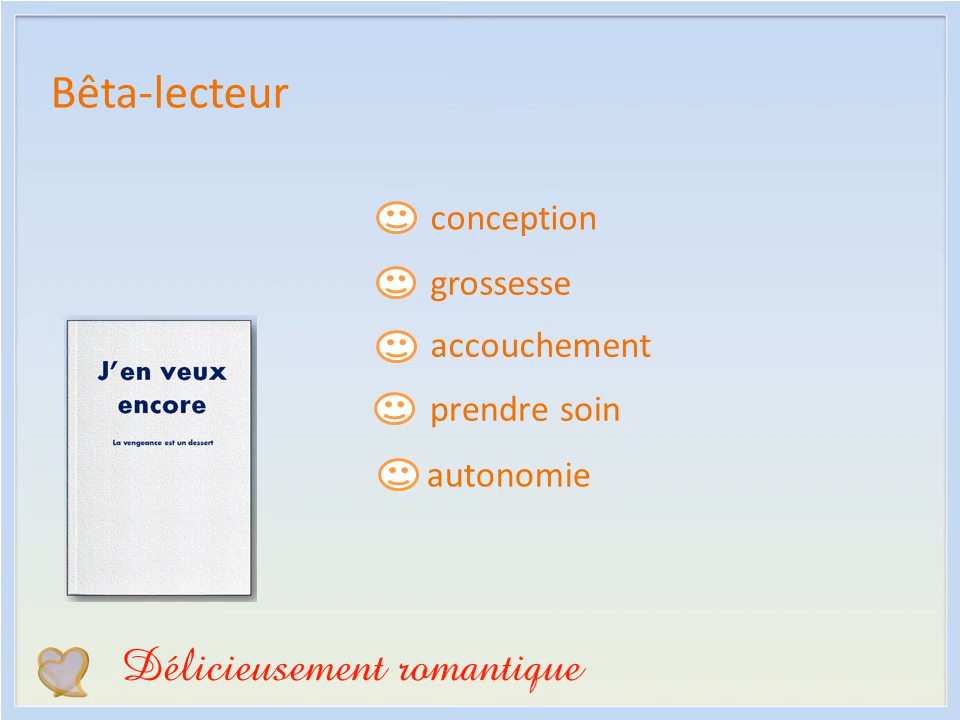 Bêta-lecteur
conception
grossesse
accouchement
prendre soin
autonomie
J'en veux
encore
La vengeance est un dessert
Délicieusement romantique